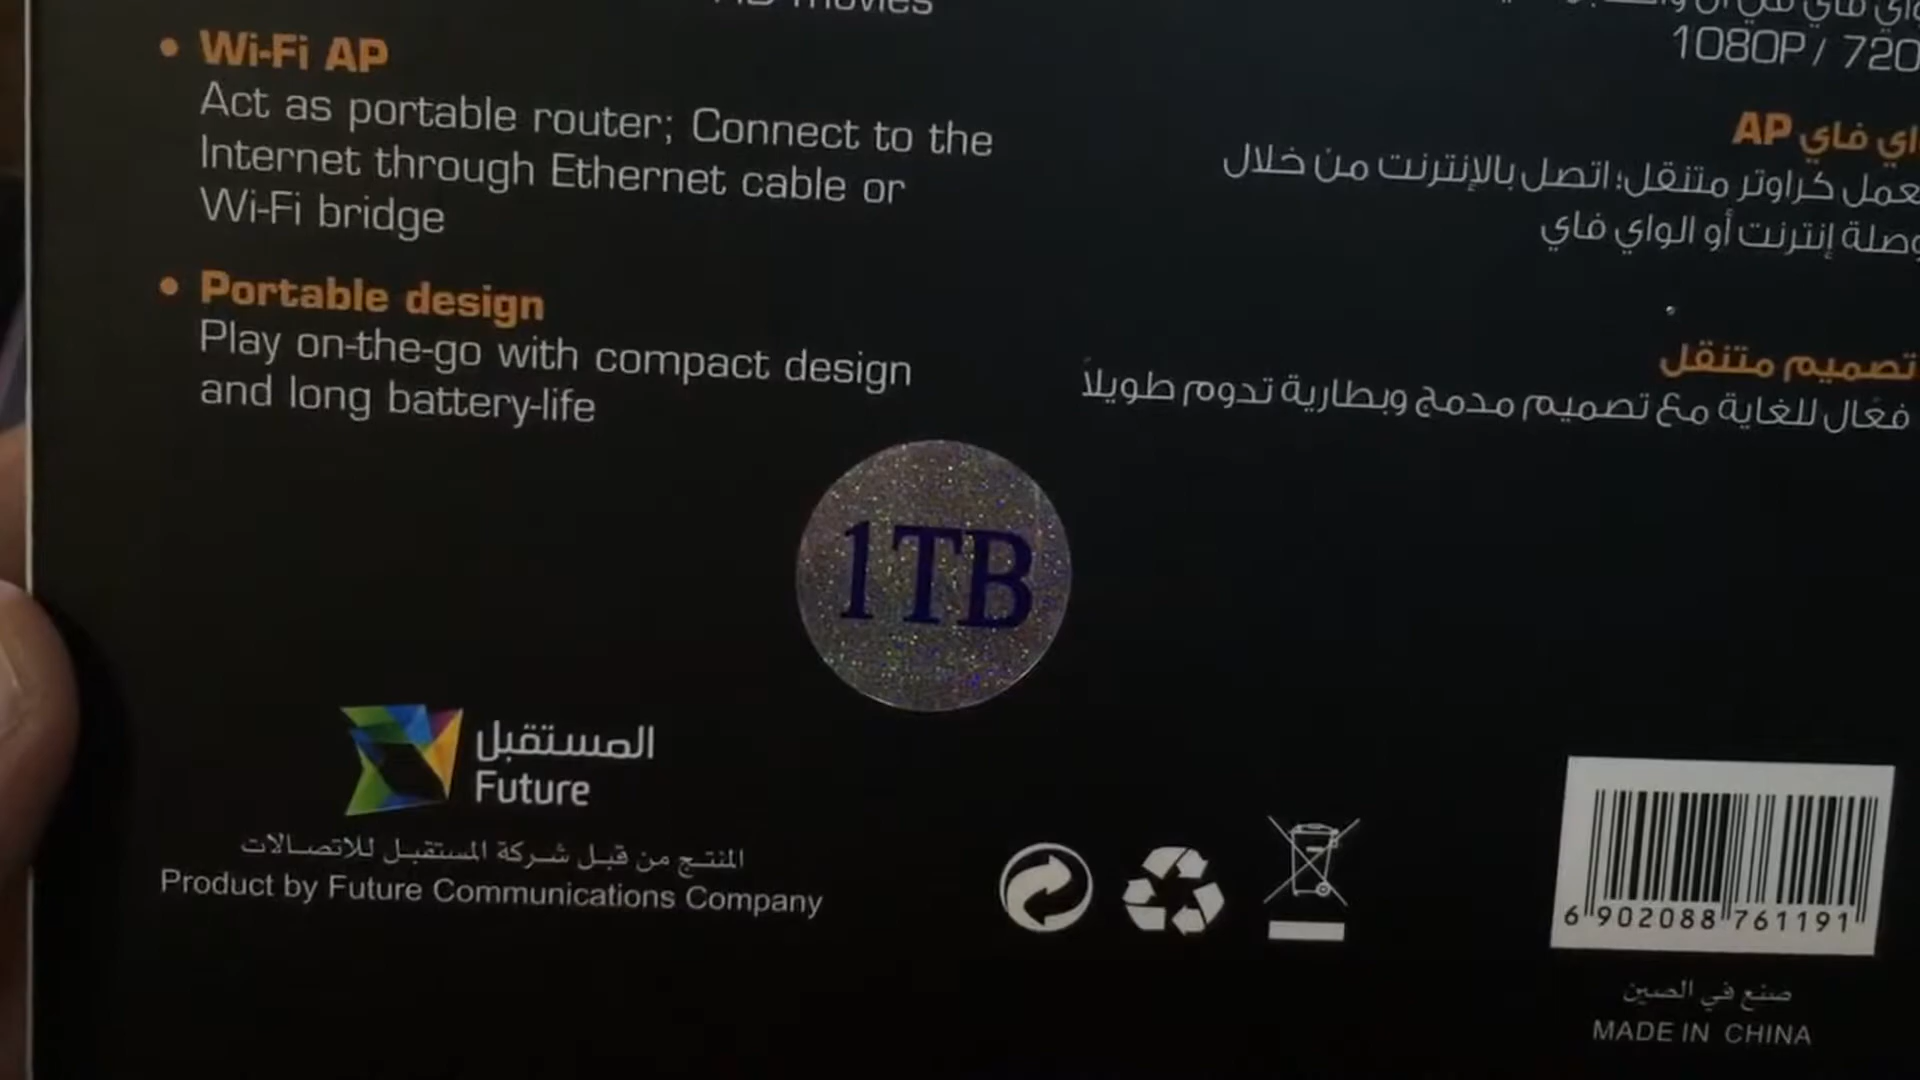 HD movies
• Wi-Fi AP
Act as portable router; Connect to the
Internet through Ethernet cable or
Wi-Fi bridge
• Portable design
Play on-the-go with compact design
and long battery-life
1080P / 720
فاي AP
كراوتر متنقل؛ اتصل بالإنترنت من خلال
إنترنت أو الواي فاي
تصميم متنقل
فعّال للغاية مع تصميم مدمج وبطارية تدوم طويلاً
1TB
المستقبل
Future
المنتج من قبل شركة المستقبل للاتصالات
Product by Future Communications Company
6 902088 761191
صنع في الصين
MADE IN CHINA